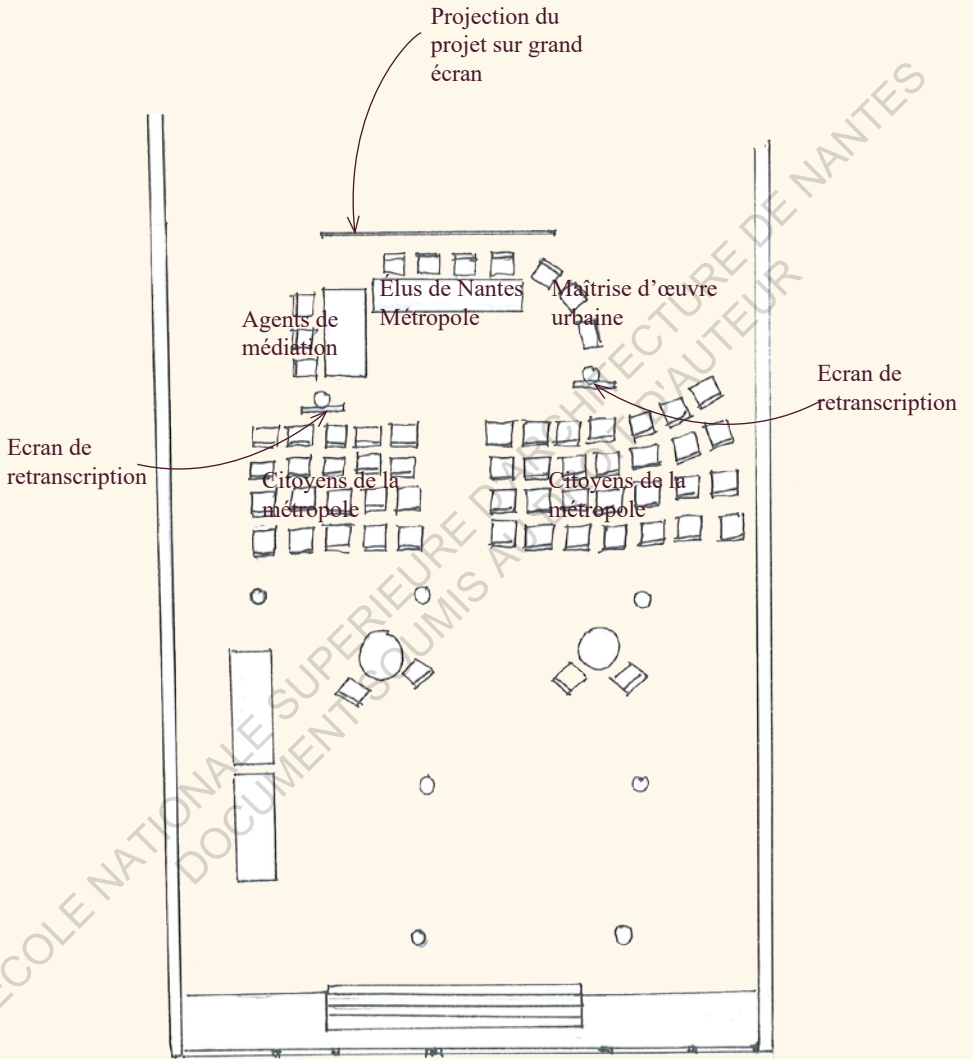 Projection du
projet sur grand
écran
Élus de Nantes
Métropole
Maîtrise d’œuvre
urbaine
Agents de
médiation
Ecran de
retranscription
Ecran de
retranscription
Citoyens de la
métropole
Citoyens de la
métropole
ECOLE NATIONALE SUPERIEURE D'ARCHITECTURE DE NANTES
DOCUMENT SOUMIS AU DROIT D'AUTEUR